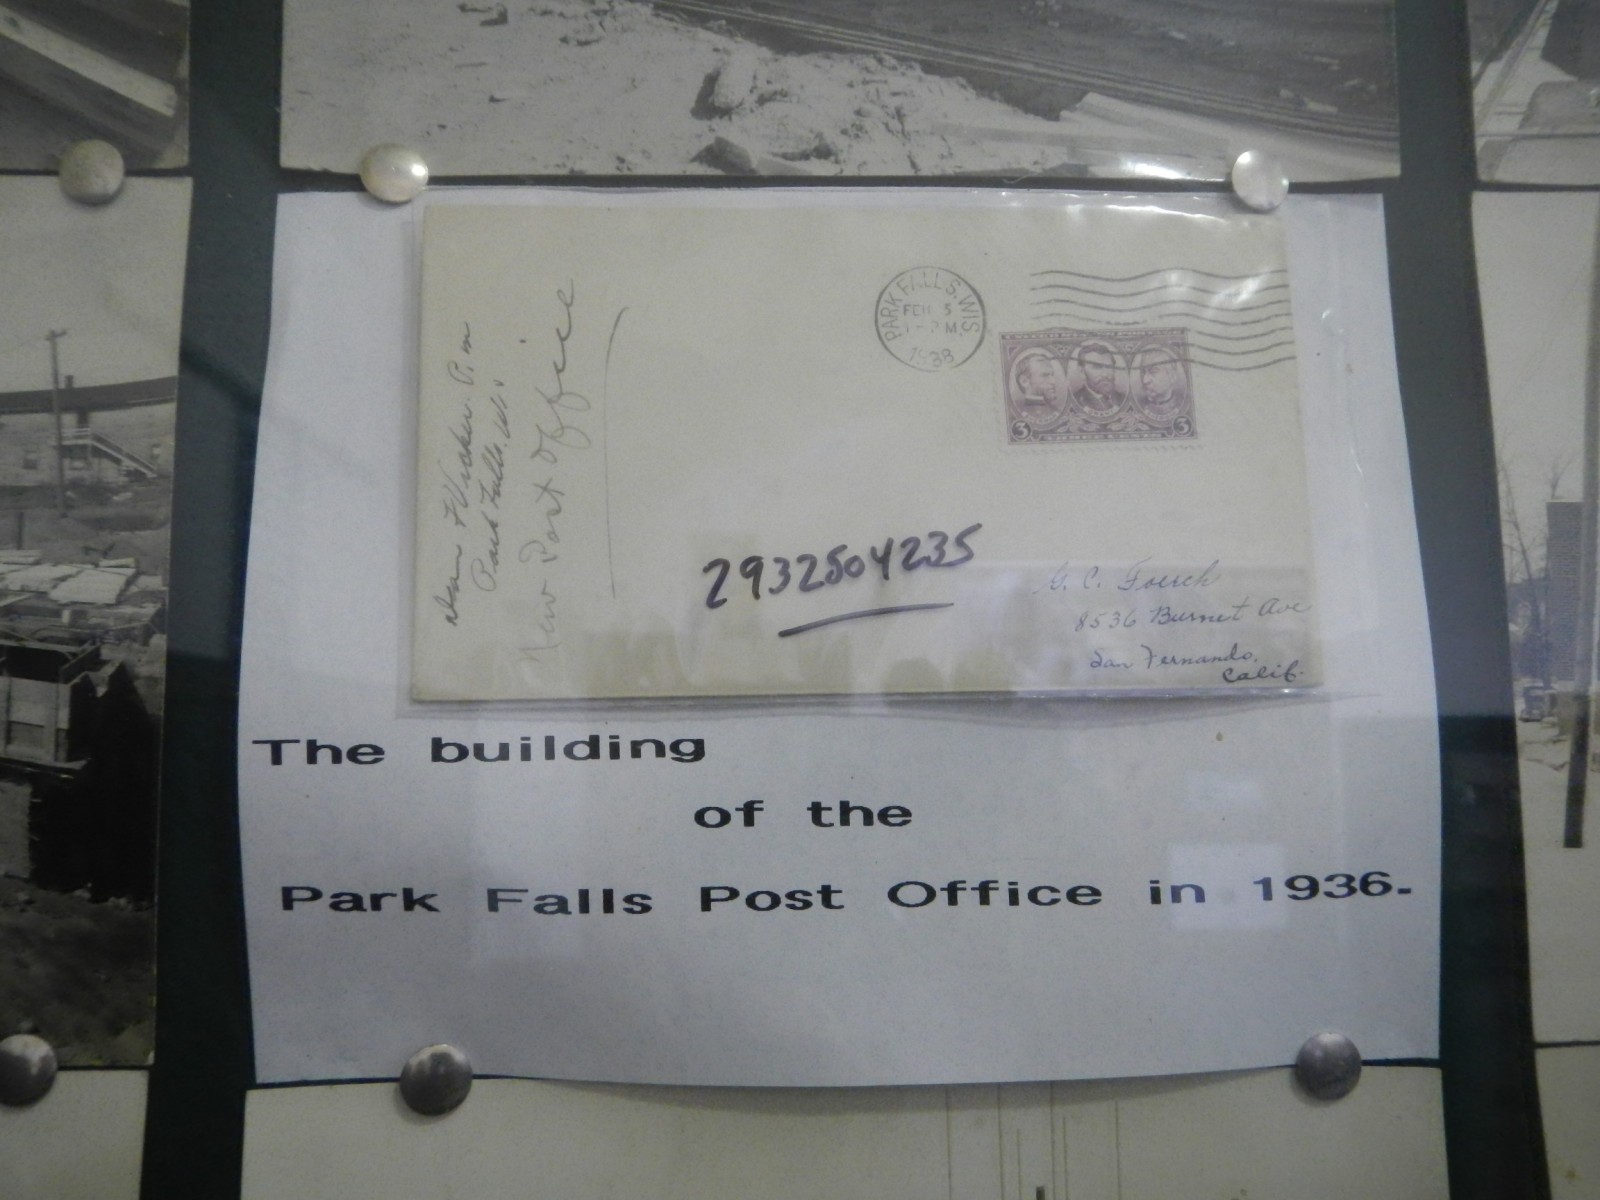 PARK FALLS. WIS.
FEB 5
1938
3 3
P. M
Park Falls, Wis.
New Post Office
2932504235
G. C. Foerch
8536 Burnet Ave
San Fernando,
Calif.
The building
of the
Park Falls Post Office in 1936.